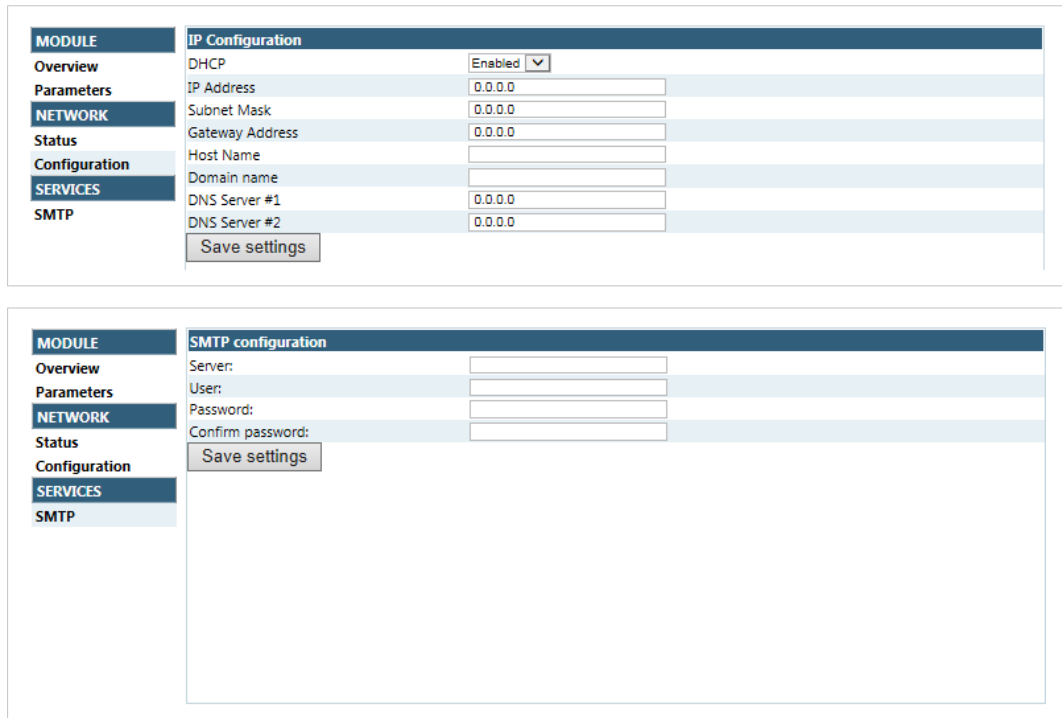 MODULE
Overview
Parameters
NETWORK
Status
Configuration
SERVICES
SMTP
IP Configuration
DHCP Enabled
IP Address 0.0.0.0
Subnet Mask 0.0.0.0
Gateway Address 0.0.0.0
Host Name
Domain name
DNS Server #1 0.0.0.0
DNS Server #2 0.0.0.0
Save settings
MODULE
Overview
Parameters
NETWORK
Status
Configuration
SERVICES
SMTP
SMTP configuration
Server:
User:
Password:
Confirm password:
Save settings